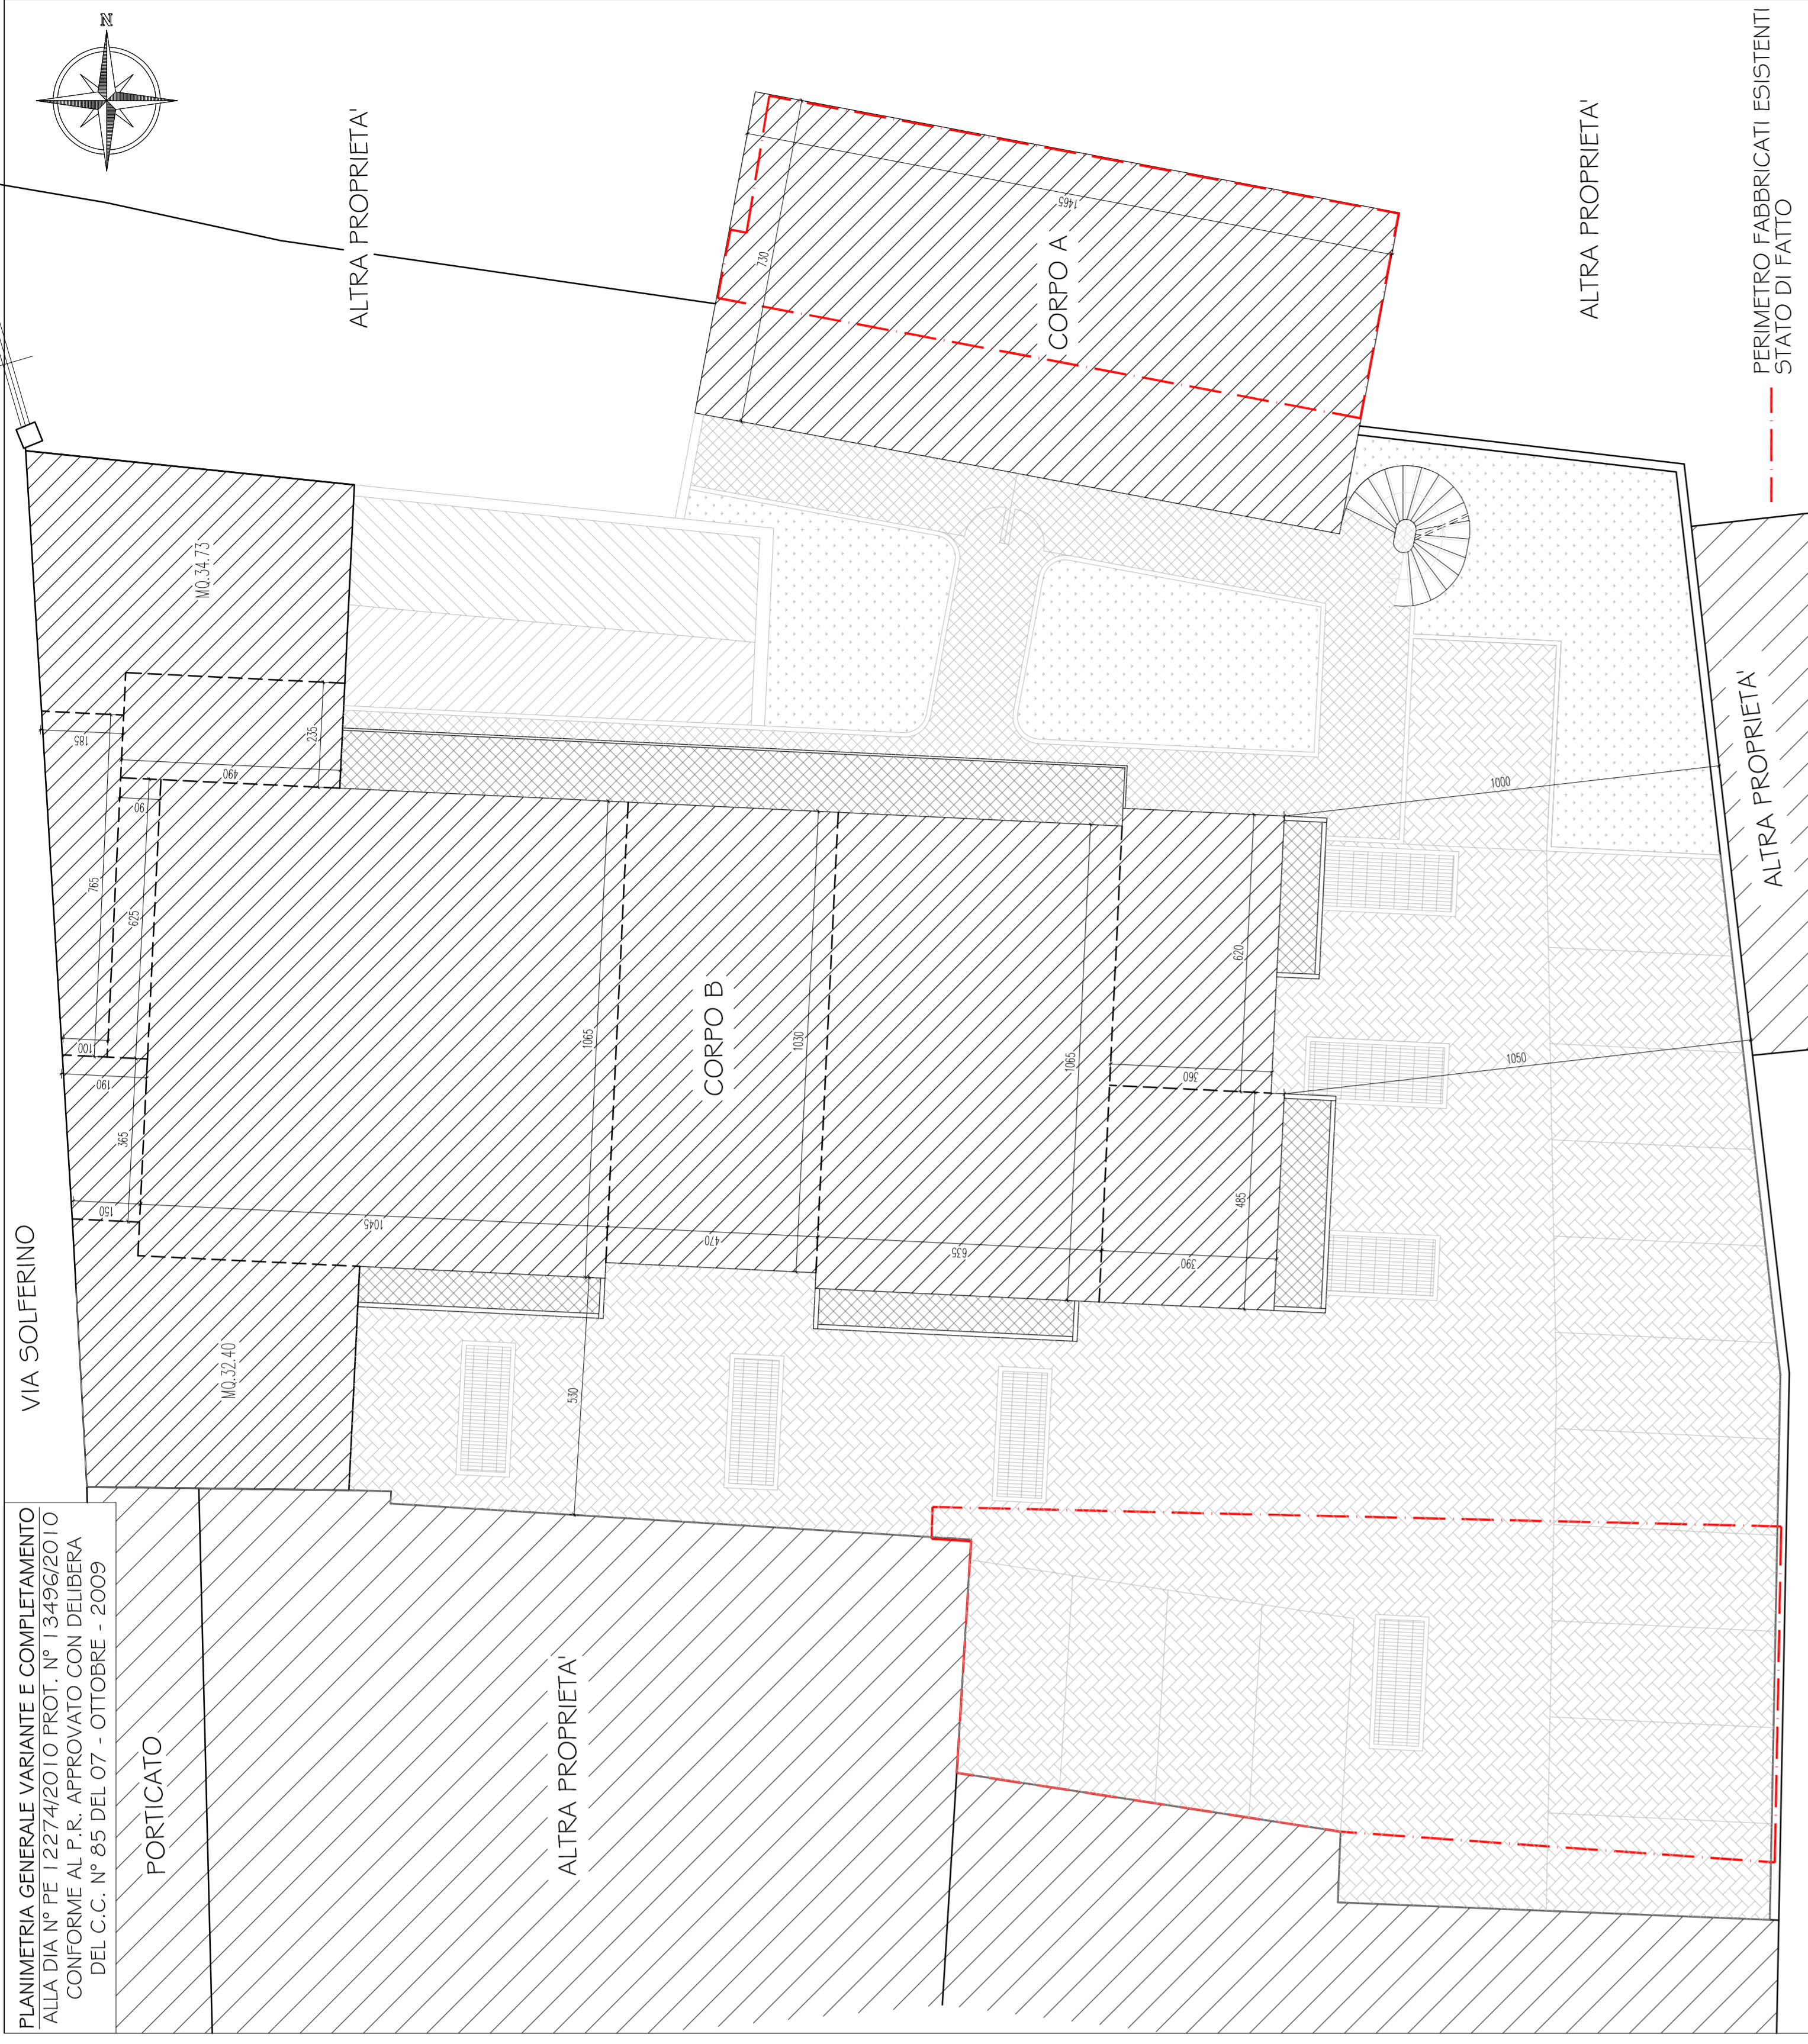 PLANIMETRIA GENERALE VARIANTE E COMPLETAMENTO
ALLA DIA N° PE 12274/2010 PROT. N° 13496/2010
CONFORME AL P.R. APPROVATO CON DELIBERA
DEL C.C. N° 85 DEL 07 - OTTOBRE - 2009
VIA SOLFERINO
N
PORTICATO
ALTRA PROPRIETA'
ALTRA PROPRIETA'
ALTRA PROPRIETA'
ALTRA PROPRIETA'
CORPO A
CORPO B
MQ.34.73
MQ.32.40
1465
730
185
490
235
90
765
625
100
190
365
150
1045
1065
470
1030
635
1065
390
360
620
485
530
1000
1050
PERIMETRO FABBRICATI ESISTENTI
STATO DI FATTO